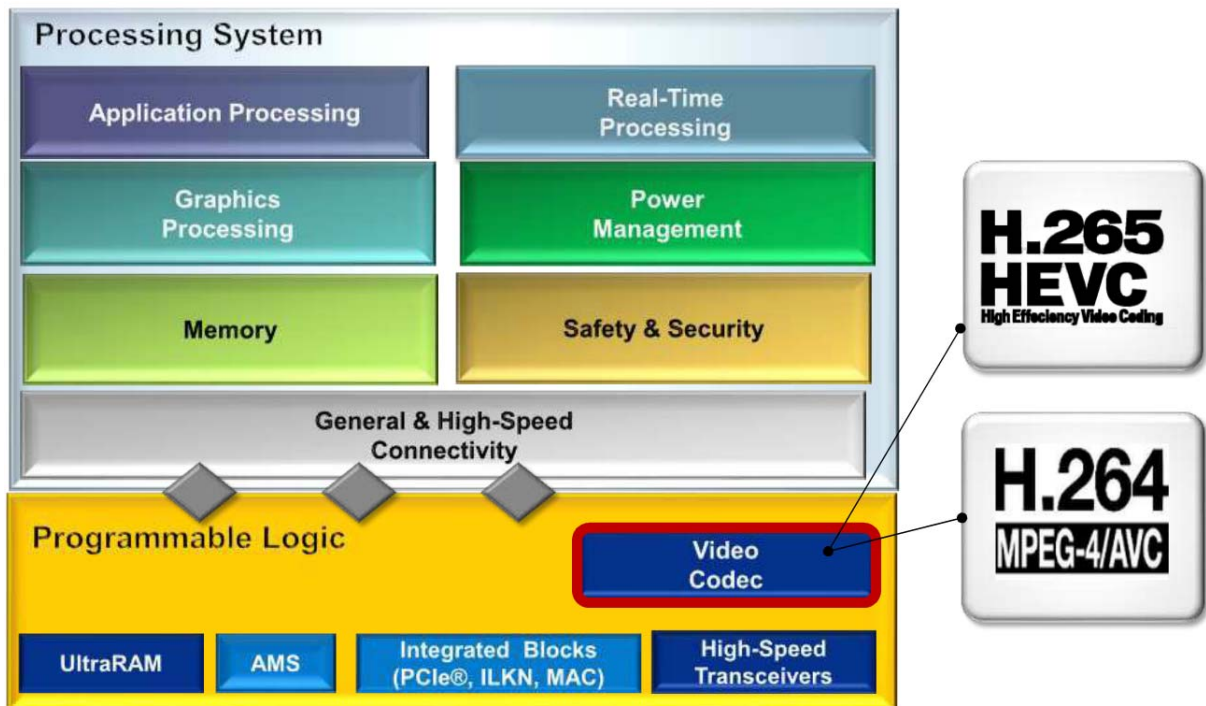 Processing System
Application Processing
Real-Time
Processing
Graphics
Processing
Power
Management
Memory
Safety & Security
General & High-Speed
Connectivity
Programmable Logic
Video
Codec
UltraRAM
AMS
Integrated Blocks
(PCIe®, ILKN, MAC)
High-Speed
Transceivers
H.265
HEVC
High Effeciency Video Coding
H.264
MPEG-4/AVC